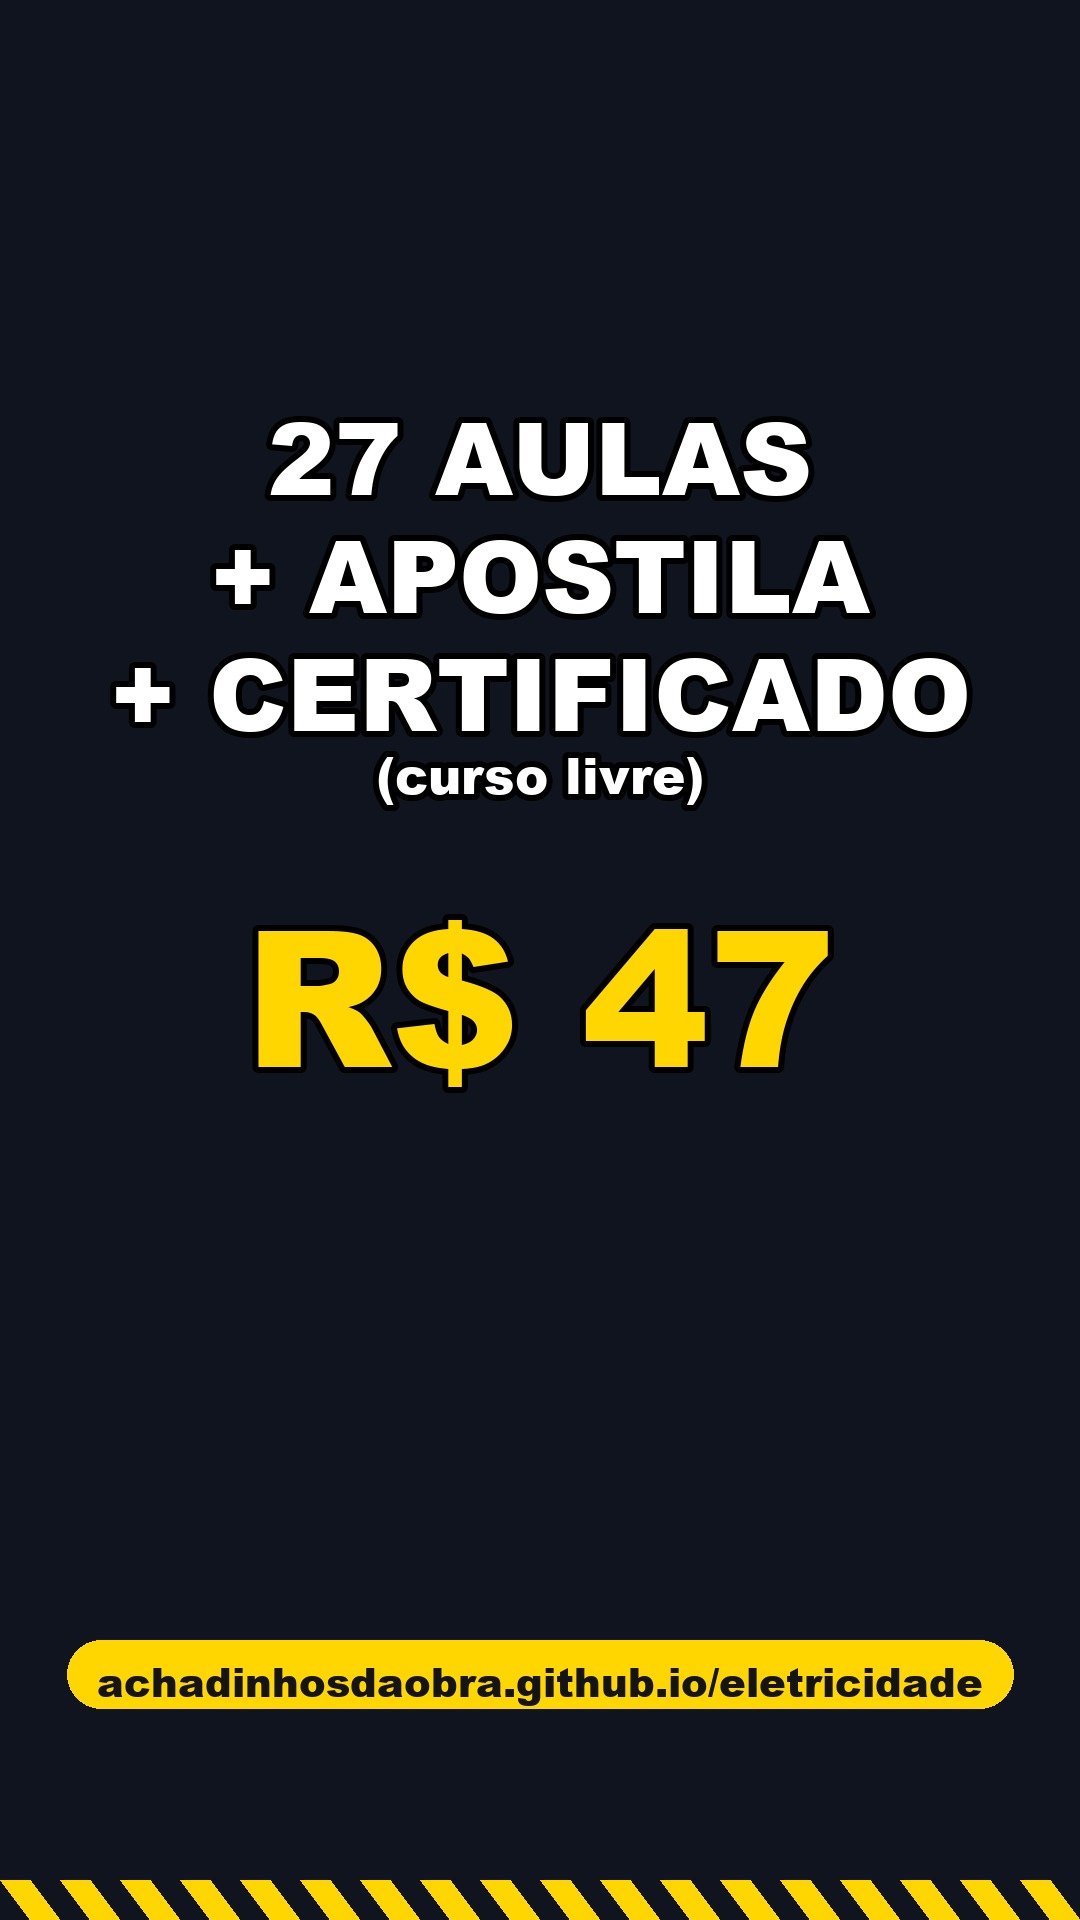 27 AULAS
+ APOSTILA
+ CERTIFICADO
(curso livre)
R$ 47
achadinhosdaobra.github.io/eletricidade